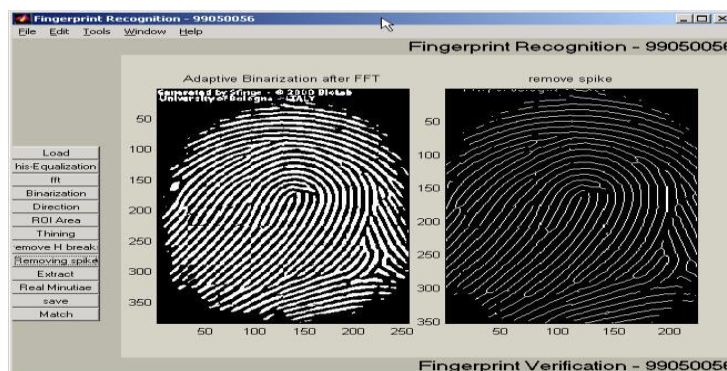 Fingerprint Recognition - 99050056
File Edit Tools Window Help
Fingerprint Recognition - 99050056
Adaptive Binarization after FFT
remove spike
Generated by Sfinge - © 2000 BioLab
University of Bologna - ITALY
50
100
150
200
250
300
350
50 100 150 200 250
50
100
150
200
250
300
350
50 100 150 200
Load
his-Equalization
fft
Binarization
Direction
ROI Area
Thining
emove H break
Removing spike
Extract
Real Minutiae
save
Match
Fingerprint Verification - 99050056